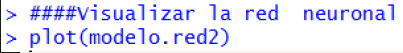 > ####Visualizar la red  neuronal
> plot(modelo.red2)